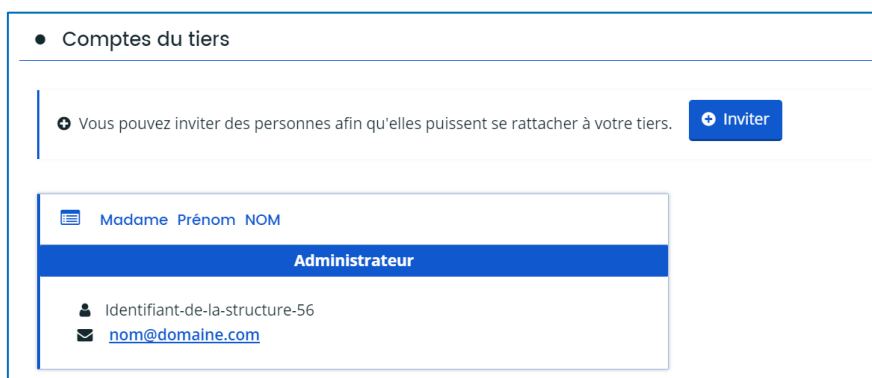 Comptes du tiers
Vous pouvez inviter des personnes afin qu'elles puissent se rattacher à votre tiers. Inviter
Madame Prénom NOM
Administrateur
Identifiant-de-la-structure-56
nom@domaine.com